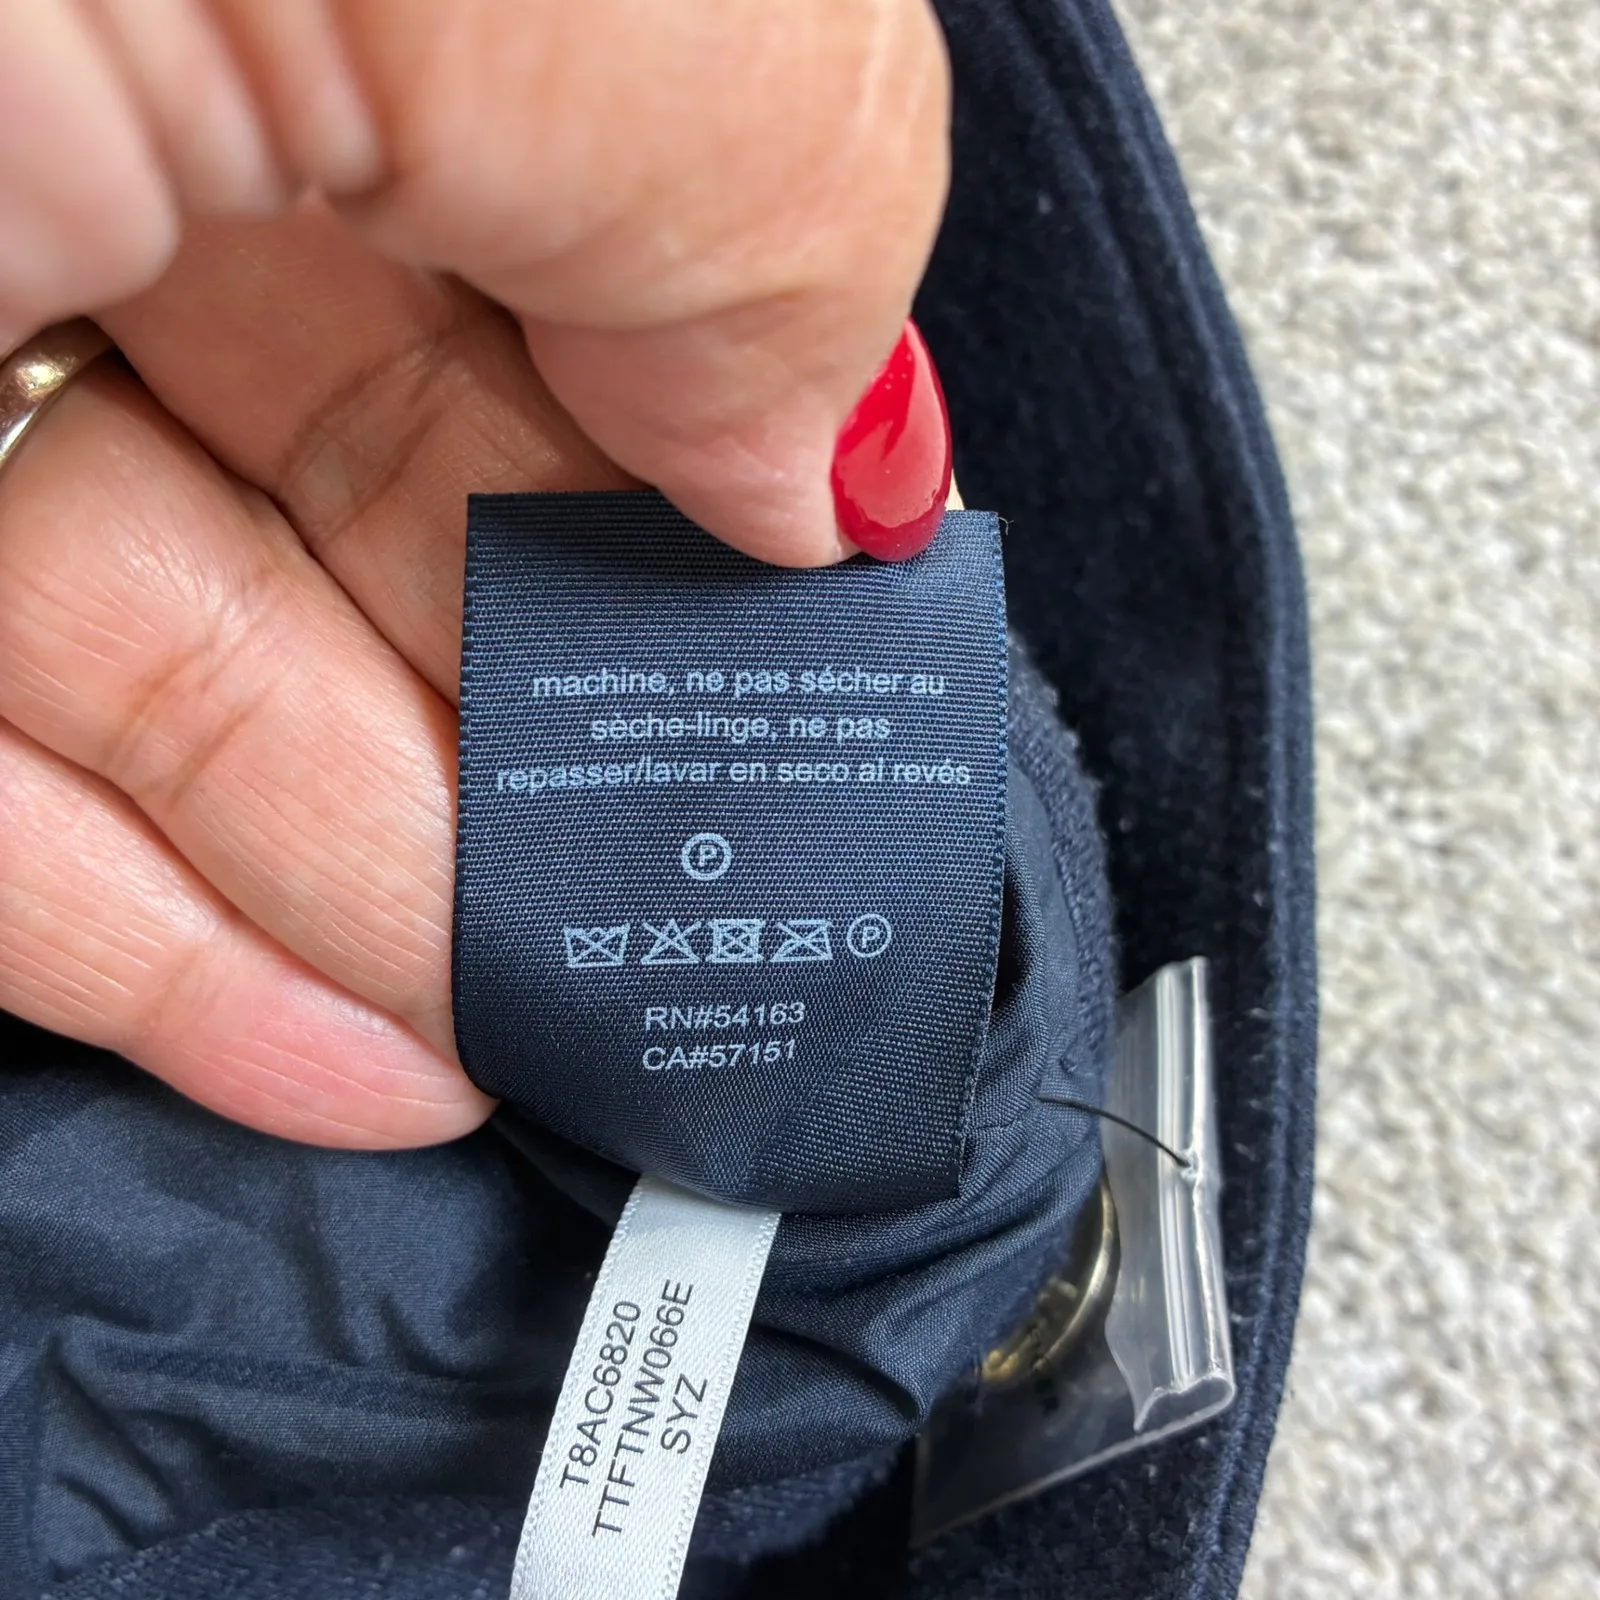 machine, ne pas sécher au
sèche-linge, ne pas
repasser/lavar en seco al revés
P
P
RN#54163
CA#57151
T8AC6820
TTFTNW066E
SYZ